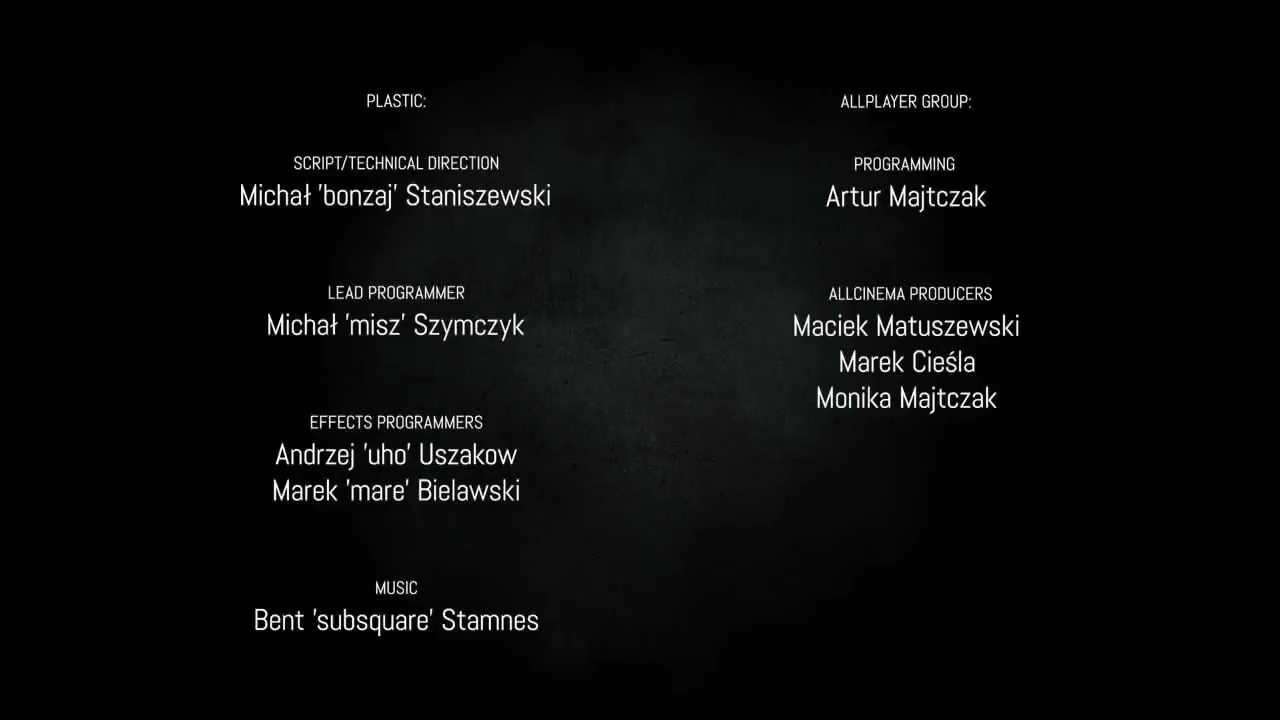 PLASTIC:
SCRIPT/TECHNICAL DIRECTION
Michał 'bonzaj' Staniszewski
LEAD PROGRAMMER
Michał 'misz' Szymczyk
EFFECTS PROGRAMMERS
Andrzej 'uho' Uszakow
Marek 'mare' Bielawski
MUSIC
Bent 'subsquare' Stamnes
ALLPLAYER GROUP:
PROGRAMMING
Artur Majtczak
ALLCINEMA PRODUCERS
Maciek Matuszewski
Marek Cieśla
Monika Majtczak